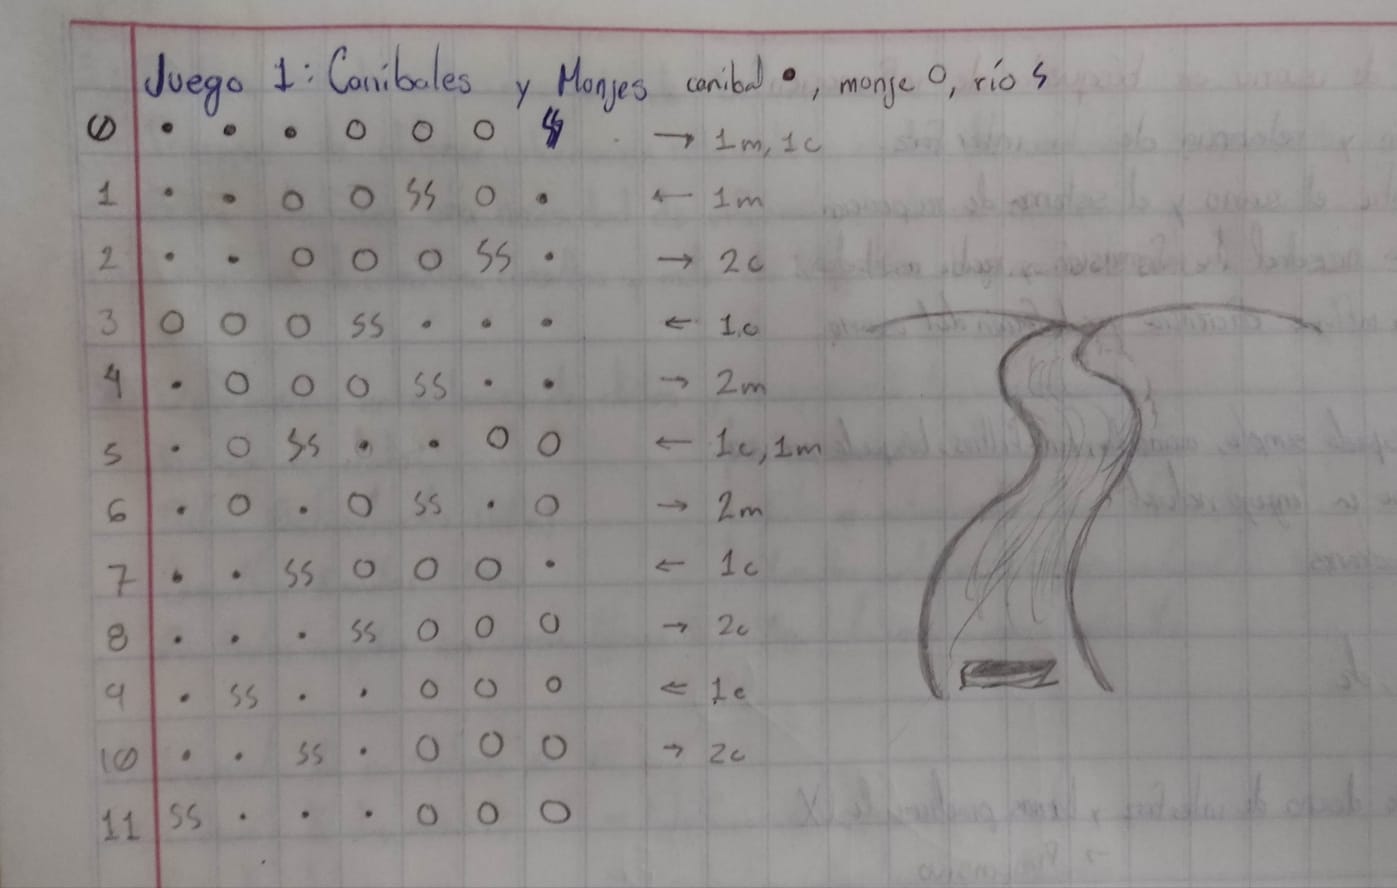 Juego 1: Canibales y Monjes canibal •, monje O, río S
0 • • • O O O SS → 1m, 1c
1 • • O O SS O • ← 1m
2 • • O O O SS • → 2c
3 O O O SS • • • ← 1c
4 • O O O SS • • → 2m
5 • O SS • • O O ← 1c, 1m
6 • O • O SS • O → 2m
7 • • SS O O O • ← 1c
8 • • • SS O O O → 2c
9 • SS • • O O O ← 1c
10 • • SS • O O O → 2c
11 SS • • • O O O